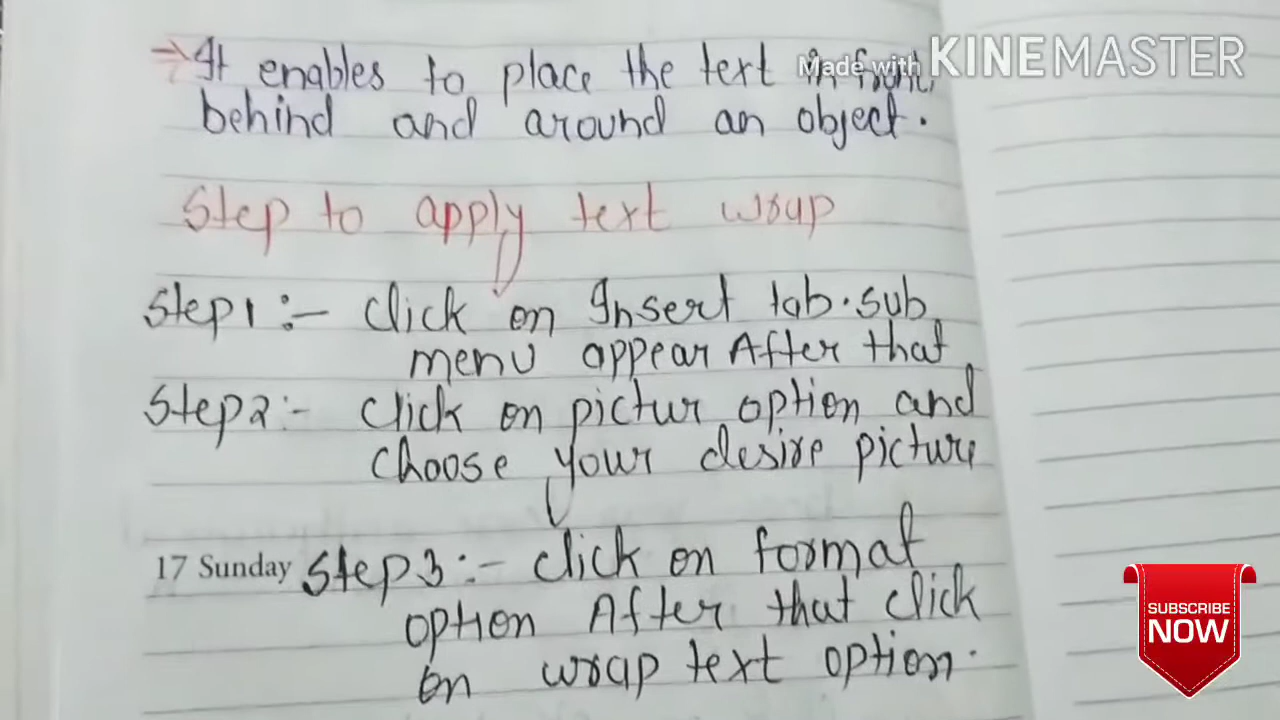 → It enables to place the text in front,
Made with KINEMASTER
behind and around an object.
Step to apply text wrap
Step1:- Click on Insert tab. sub
menu appear After that
Step2:- Click on pictur option and
Choose your desire picture
17 Sunday Step3:- Click on format
option After that click
on wrap text option.
SUBSCRIBE
NOW